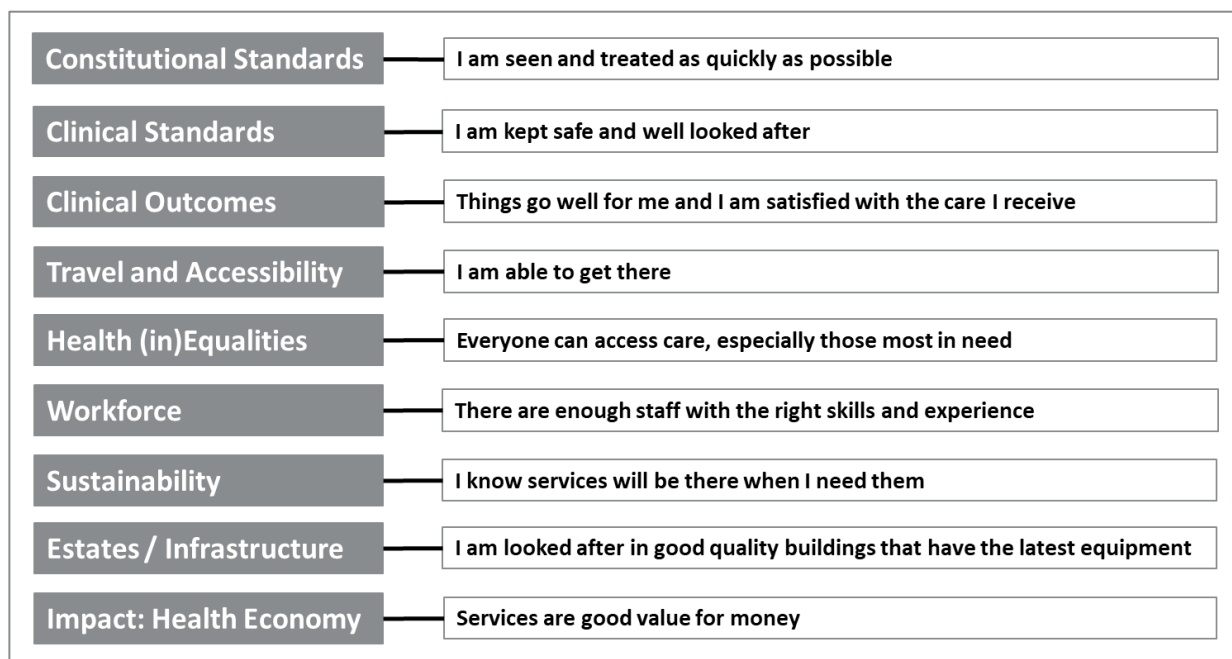 Constitutional Standards
I am seen and treated as quickly as possible
Clinical Standards
I am kept safe and well looked after
Clinical Outcomes
Things go well for me and I am satisfied with the care I receive
Travel and Accessibility
I am able to get there
Health (in)Equalities
Everyone can access care, especially those most in need
Workforce
There are enough staff with the right skills and experience
Sustainability
I know services will be there when I need them
Estates / Infrastructure
I am looked after in good quality buildings that have the latest equipment
Impact: Health Economy
Services are good value for money